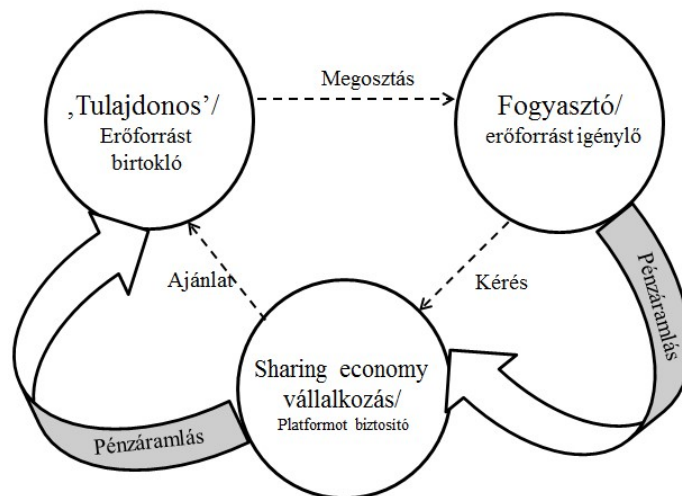 ‚Tulajdonos’/
Erőforrást
birtokló
Megosztás
Fogyasztó/
erőforrást igénylő
Ajánlat
Kérés
Pénzáramlás
Sharing economy
vállalkozás/
Platformot biztosító
Pénzáramlás